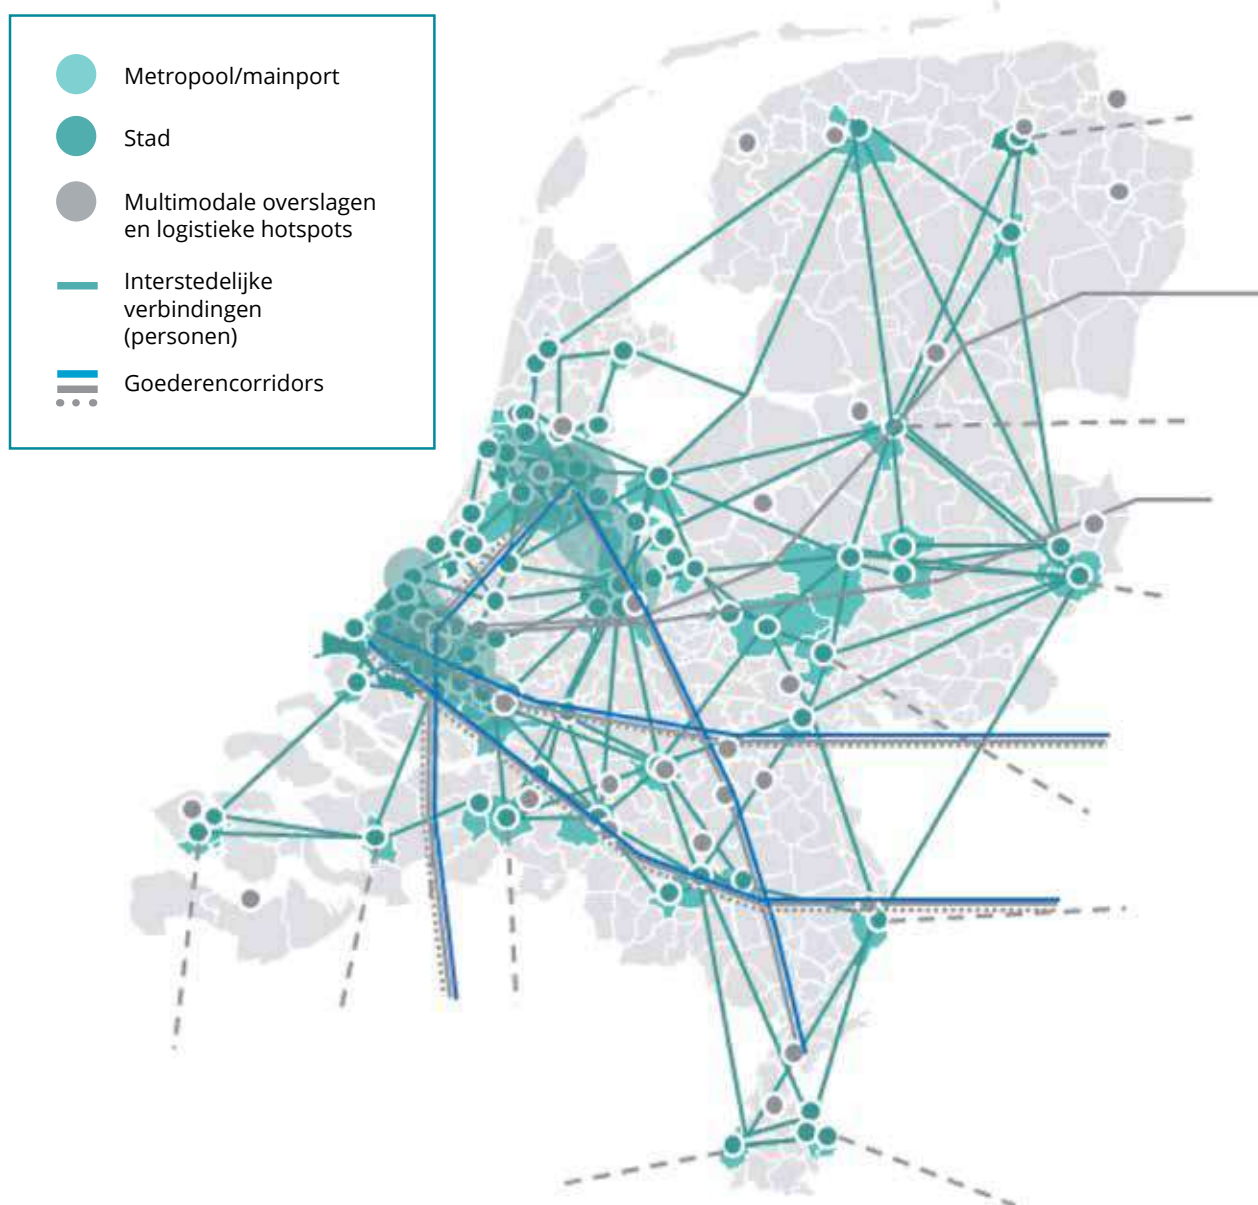 Metropool/mainport
Stad
Multimodale overslagen
en logistieke hotspots
Interstedelijke
verbindingen
(personen)
Goederencorridors